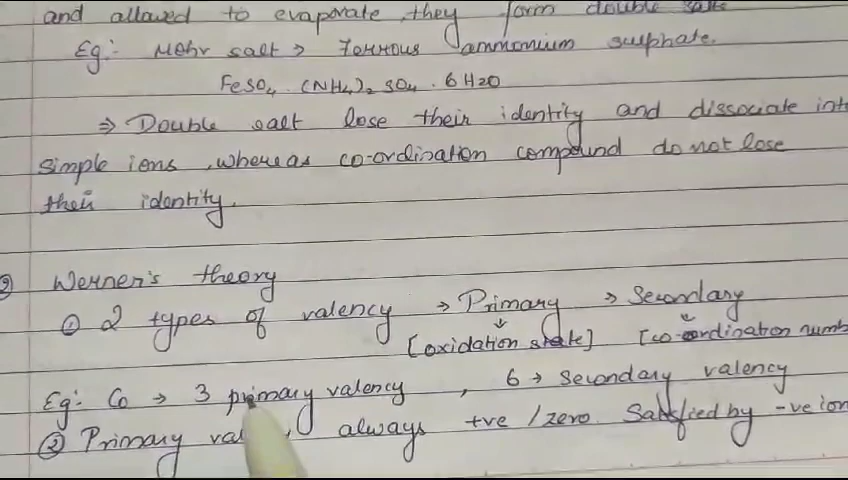 and allowed to evaporate, they form double salts
Eg:- Mohr salt → Ferrous ammonium sulphate.
FeSO4 . (NH4)2 SO4 . 6H2O
⇒ Double salt lose their identity and dissociate into
simple ions, whereas co-ordination compound do not lose
their identity.
② Werner's theory
① 2 types of valency → Primary → Secondary
[oxidation state] [co-ordination numb
Eg:- Co → 3 primary valency , 6 → Secondary valency
② Primary val , always +ve / zero. Satisfied by -ve ion